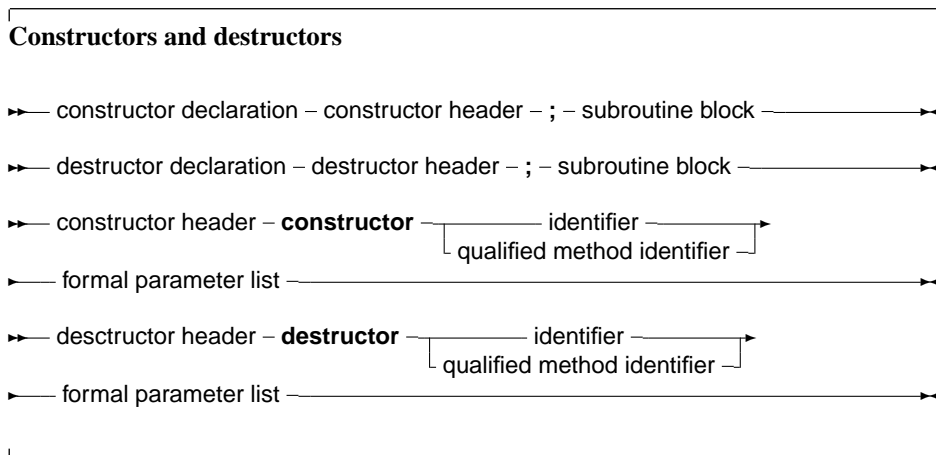 Constructors and destructors
constructor declaration – constructor header – ; – subroutine block
destructor declaration – destructor header – ; – subroutine block
constructor header – constructor identifier
qualified method identifier
formal parameter list
desctructor header – destructor identifier
qualified method identifier
formal parameter list